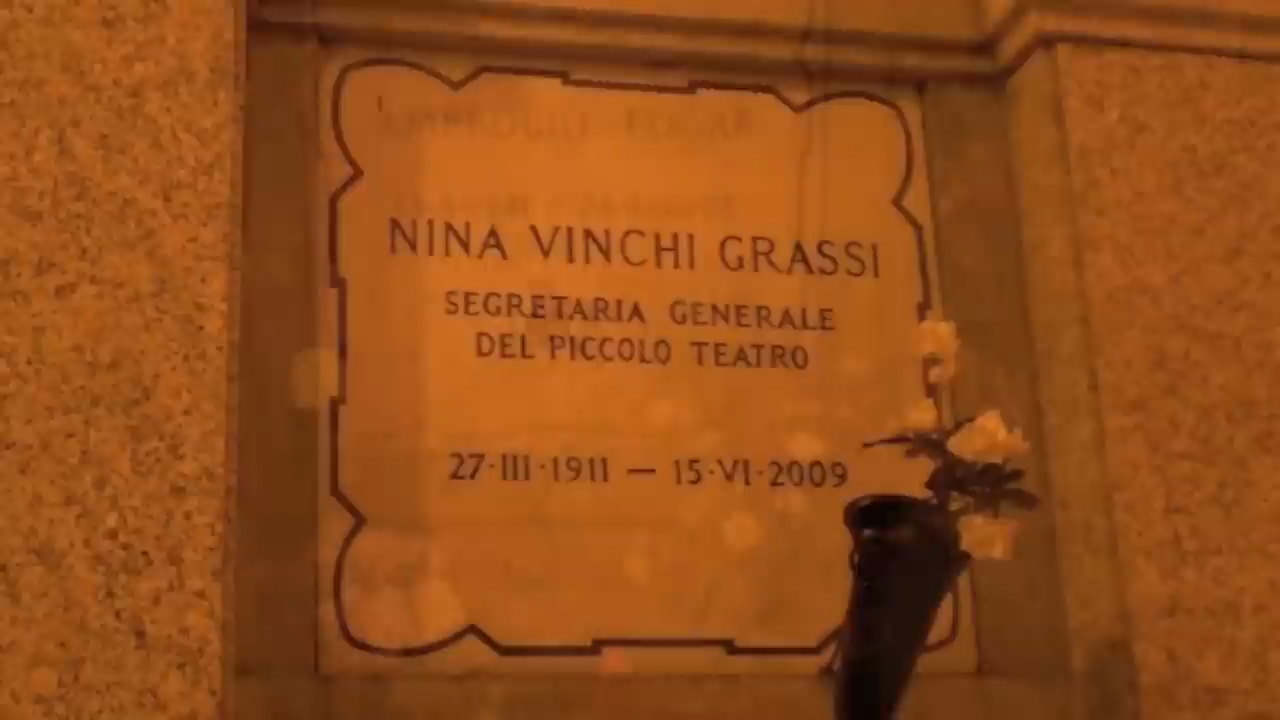 NINA VINCHI GRASSI
SEGRETARIA GENERALE
DEL PICCOLO TEATRO
27·III·1911 — 15·VI·2009